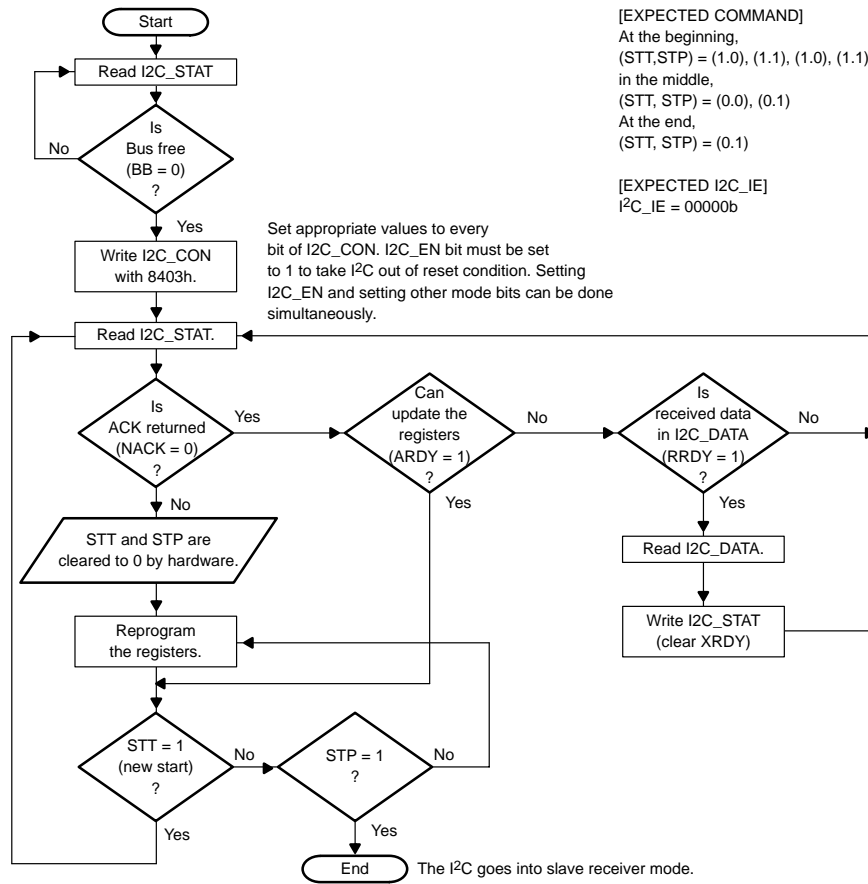 Start
Read I2C_STAT
Is
Bus free
(BB = 0)
?
No
Yes
Write I2C_CON
with 8403h.
Set appropriate values to every
bit of I2C_CON. I2C_EN bit must be set
to 1 to take I2C out of reset condition. Setting
I2C_EN and setting other mode bits can be done
simultaneously.
[EXPECTED COMMAND]
At the beginning,
(STT,STP) = (1.0), (1.1), (1.0), (1.1)
in the middle,
(STT, STP) = (0.0), (0.1)
At the end,
(STT, STP) = (0.1)
[EXPECTED I2C_IE]
I2C_IE = 00000b
Read I2C_STAT.
Is
ACK returned
(NACK = 0)
?
Yes
No
Can
update the
registers
(ARDY = 1)
?
No
Yes
Is
received data
in I2C_DATA
(RRDY = 1)
?
No
Yes
STT and STP are
cleared to 0 by hardware.
Read I2C_DATA.
Reprogram
the registers.
Write I2C_STAT
(clear XRDY)
STT = 1
(new start)
?
No
Yes
STP = 1
?
No
Yes
End
The I2C goes into slave receiver mode.